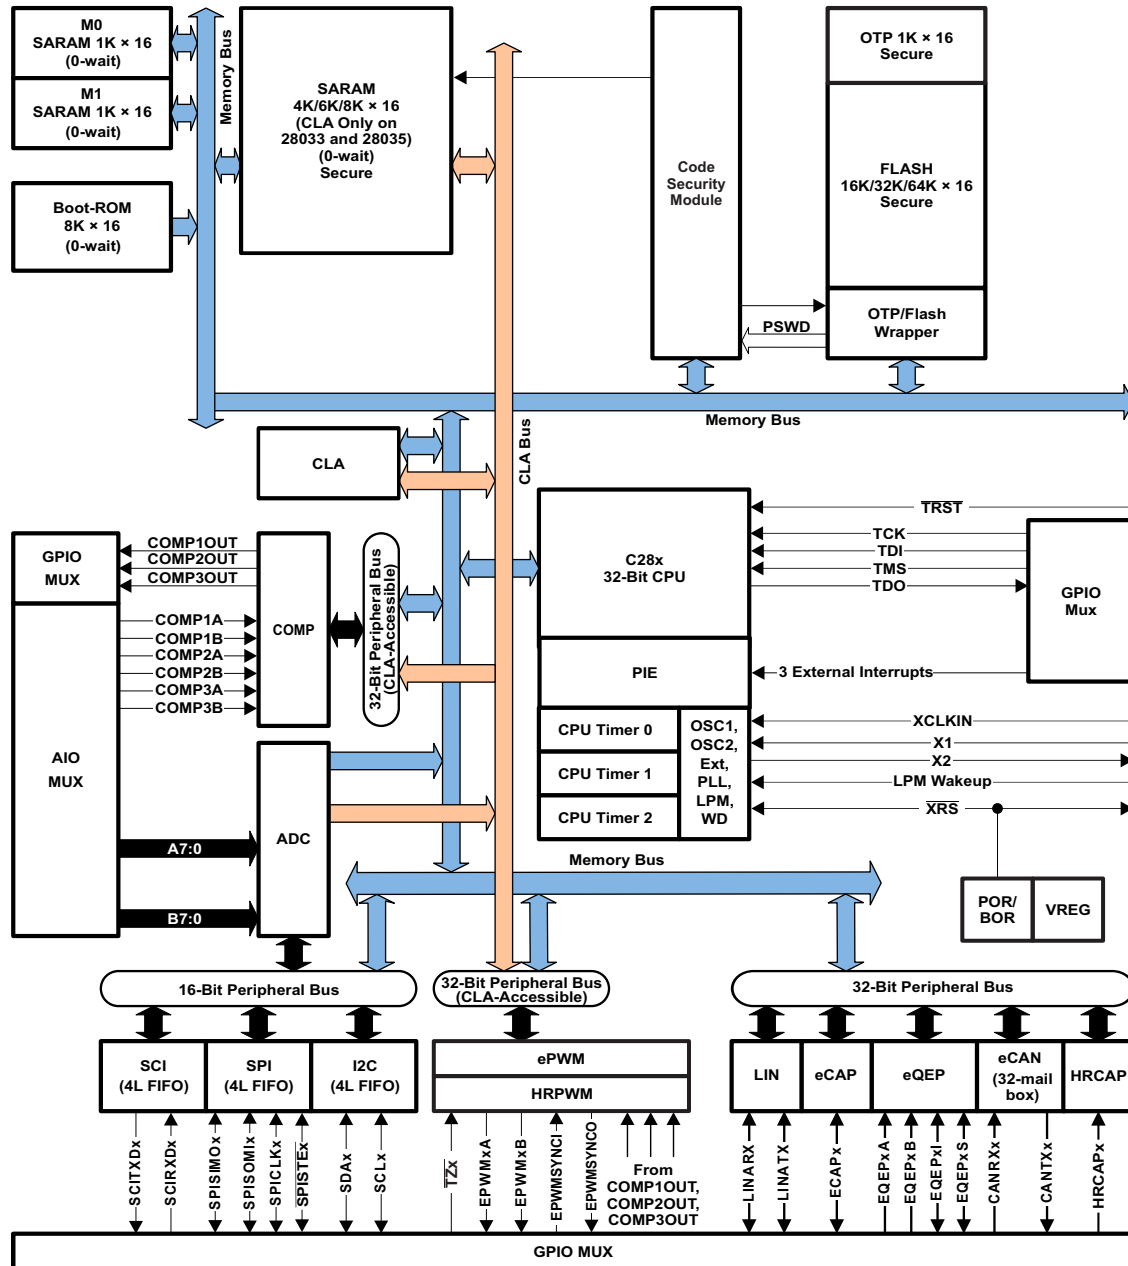 M0
SARAM 1K × 16
(0-wait)
M1
SARAM 1K × 16
(0-wait)
Boot-ROM
8K × 16
(0-wait)
Memory Bus
SARAM
4K/6K/8K × 16
(CLA Only on
28033 and 28035)
(0-wait)
Secure
Code
Security
Module
OTP 1K × 16
Secure
FLASH
16K/32K/64K × 16
Secure
OTP/Flash
Wrapper
PSWD
Memory Bus
CLA Bus
CLA
C28x
32-Bit CPU
TRST
TCK
TDI
TMS
TDO
GPIO
Mux
GPIO
MUX
COMP1OUT
COMP2OUT
COMP3OUT
COMP1A
COMP1B
COMP2A
COMP2B
COMP3A
COMP3B
COMP
32-Bit Peripheral Bus
(CLA-Accessible)
PIE
3 External Interrupts
AIO
MUX
CPU Timer 0
CPU Timer 1
CPU Timer 2
OSC1,
OSC2,
Ext,
PLL,
LPM,
WD
XCLKIN
X1
X2
LPM Wakeup
XRS
A7:0
B7:0
ADC
Memory Bus
POR/
BOR
VREG
16-Bit Peripheral Bus
32-Bit Peripheral Bus
(CLA-Accessible)
32-Bit Peripheral Bus
SCI
(4L FIFO)
SPI
(4L FIFO)
I2C
(4L FIFO)
ePWM
HRPWM
LIN
eCAP
eQEP
eCAN
(32-mail
box)
HRCAP
SCITXDx
SCIRXDx
SPISIMOx
SPISOMIx
SPICLKx
SPISTEx
SDAx
SCLx
TZx
EPWMxA
EPWMxB
EPWMSYNCI
EPWMSYNCO
From
COMP1OUT,
COMP2OUT,
COMP3OUT
LINARX
LINATX
ECAPx
EQEPxA
EQEPxB
EQEPxI
EQEPxS
CANRXx
CANTXx
HRCAPx
GPIO MUX